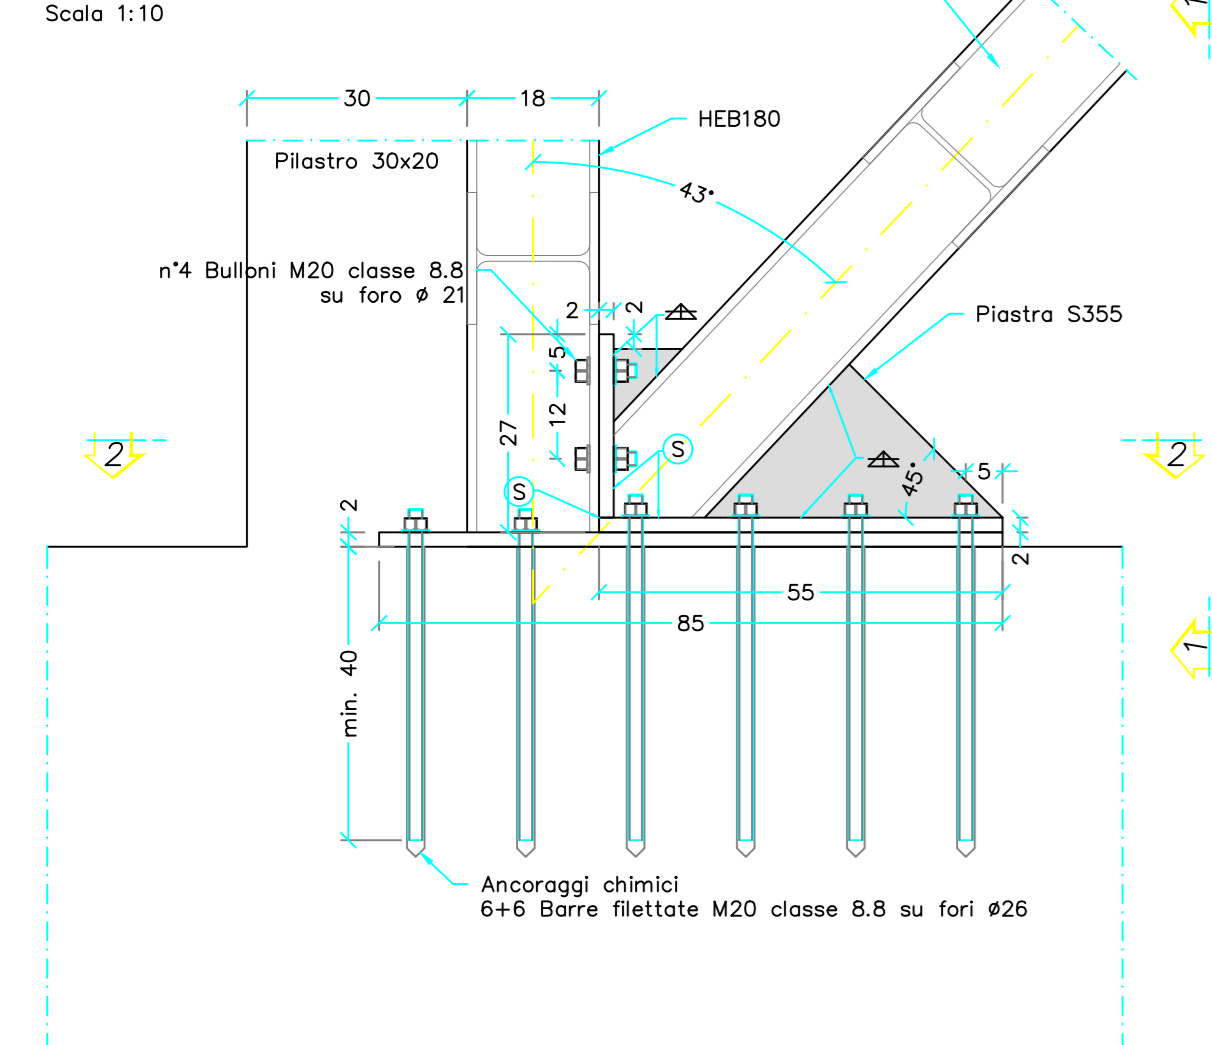 Scala 1:10
1
30
18
HEB180
Pilastro 30x20
43°
n°4 Bulloni M20 classe 8.8
su foro ø 21
2
2
Piastra S355
5
12
27
S
2
2
45°
5
S
2
2
55
85
min. 40
1
Ancoraggi chimici
6+6 Barre filettate M20 classe 8.8 su fori ø26